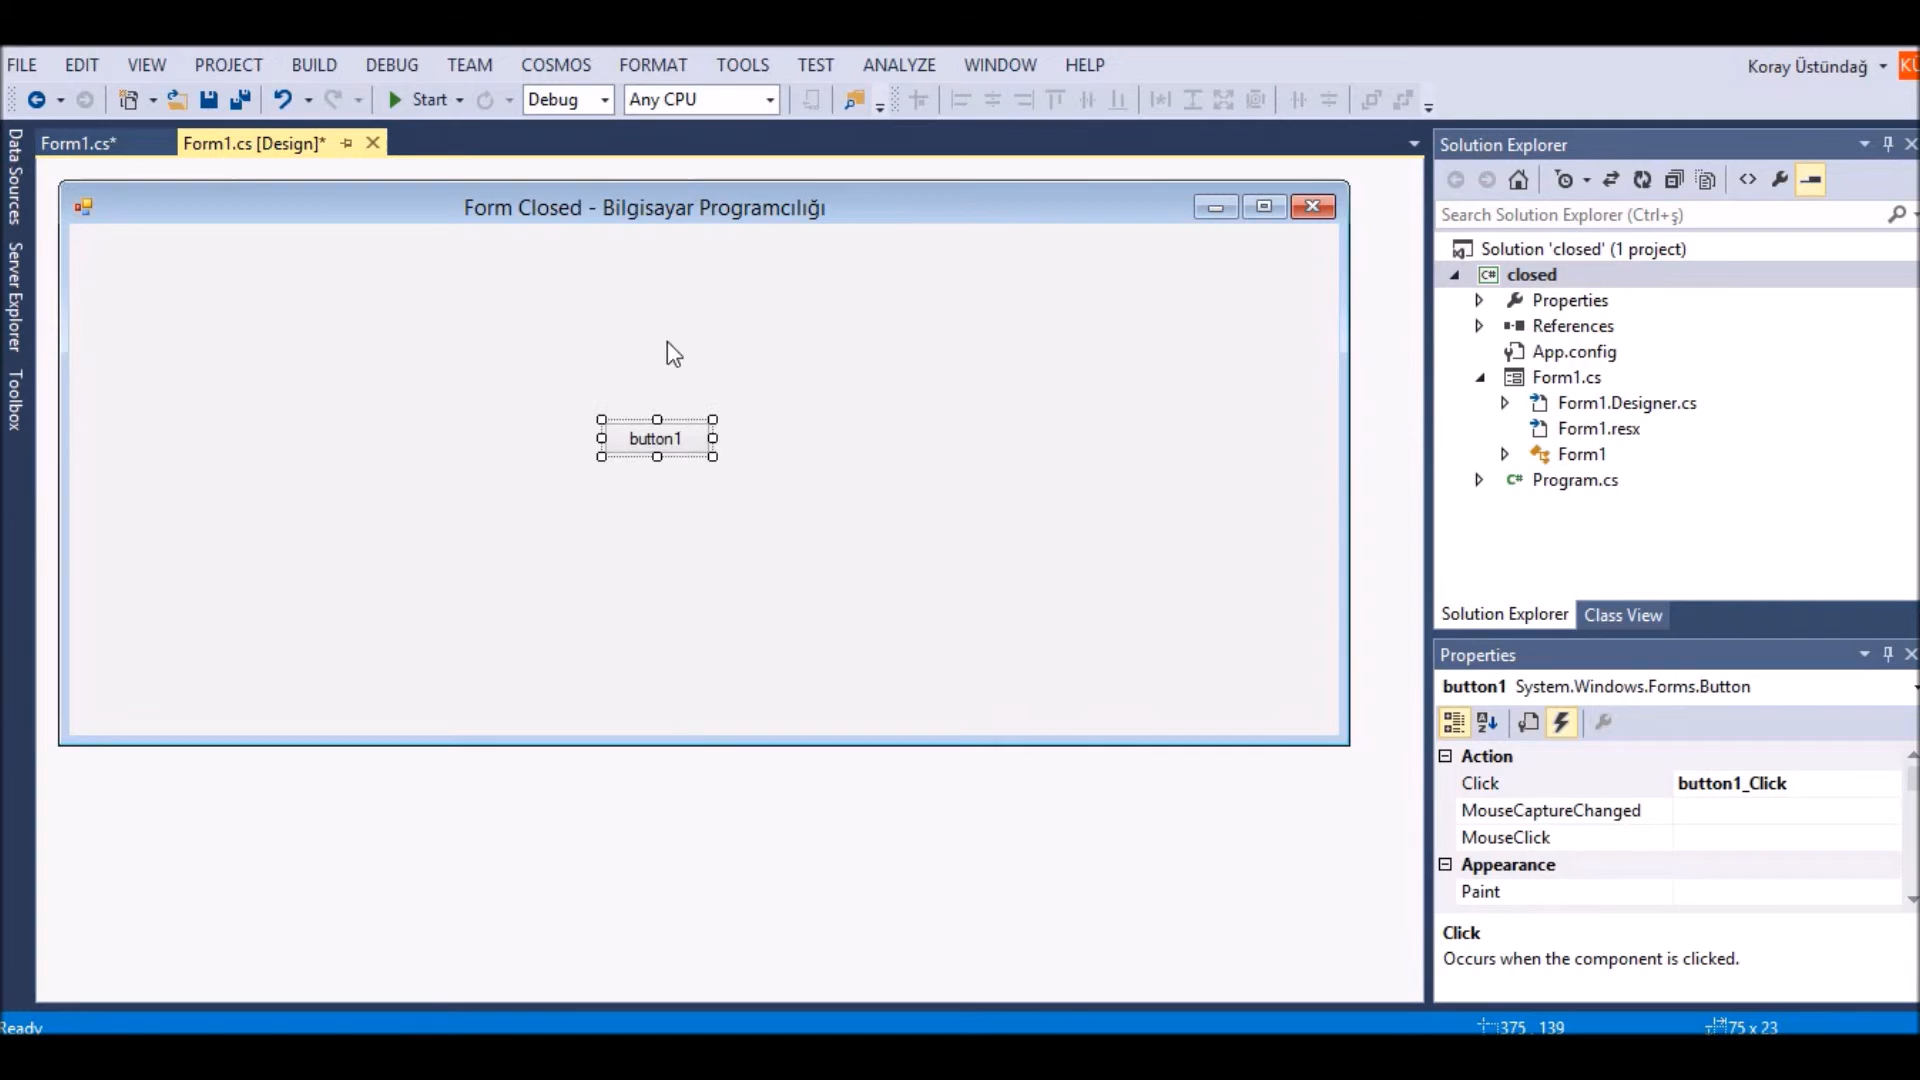 FILE EDIT VIEW PROJECT BUILD DEBUG TEAM COSMOS FORMAT TOOLS TEST ANALYZE WINDOW HELP
Koray Üstündağ KÜ
Start Debug Any CPU
Data Sources
Server Explorer
Toolbox
Form1.cs*
Form1.cs [Design]*
Form Closed - Bilgisayar Programcılığı
button1
Solution Explorer
Search Solution Explorer (Ctrl+ş)
Solution 'closed' (1 project)
C# closed
Properties
References
App.config
Form1.cs
Form1.Designer.cs
Form1.resx
Form1
C# Program.cs
Solution Explorer Class View
Properties
button1 System.Windows.Forms.Button
Action
Click button1_Click
MouseCaptureChanged
MouseClick
Appearance
Paint
Click
Occurs when the component is clicked.
Ready 375 , 139 75 x 23